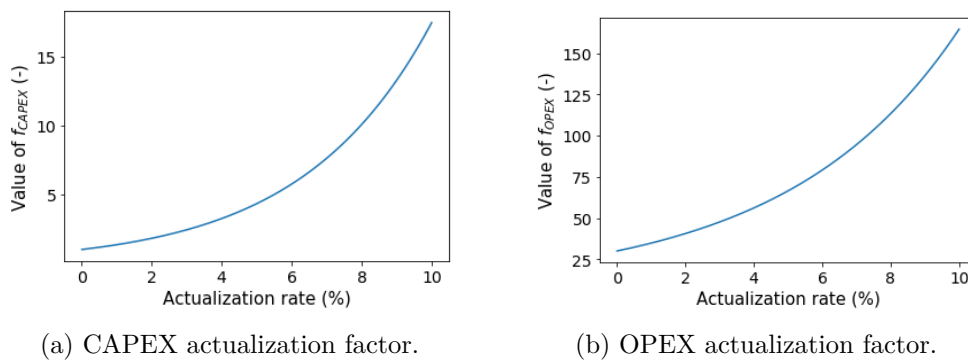 Value of f_CAPEX (-)
15
10
5
0 2 4 6 8 10
Actualization rate (%)
(a) CAPEX actualization factor.
Value of f_OPEX (-)
150
125
100
75
50
25
0 2 4 6 8 10
Actualization rate (%)
(b) OPEX actualization factor.